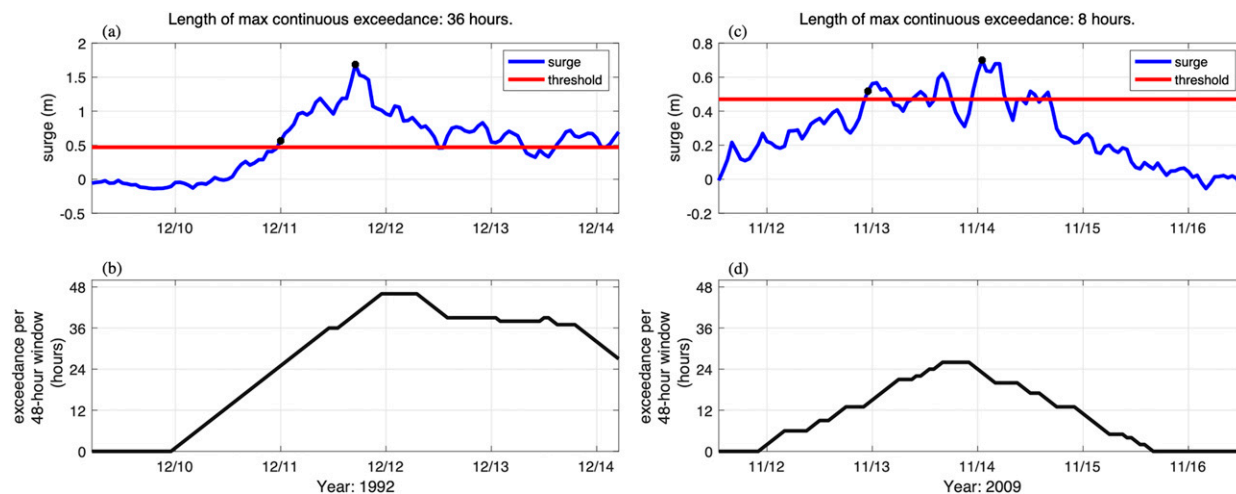 Length of max continuous exceedance: 36 hours.
(a)
2
1.5
1
0.5
0
-0.5
surge (m)
surge
threshold
12/10
12/11
12/12
12/13
12/14
(b)
48
36
24
12
0
exceedance per
48-hour window
(hours)
12/10
12/11
12/12
12/13
12/14
Year: 1992
Length of max continuous exceedance: 8 hours.
(c)
0.8
0.6
0.4
0.2
0
-0.2
surge (m)
surge
threshold
11/12
11/13
11/14
11/15
11/16
(d)
48
36
24
12
0
exceedance per
48-hour window
(hours)
11/12
11/13
11/14
11/15
11/16
Year: 2009